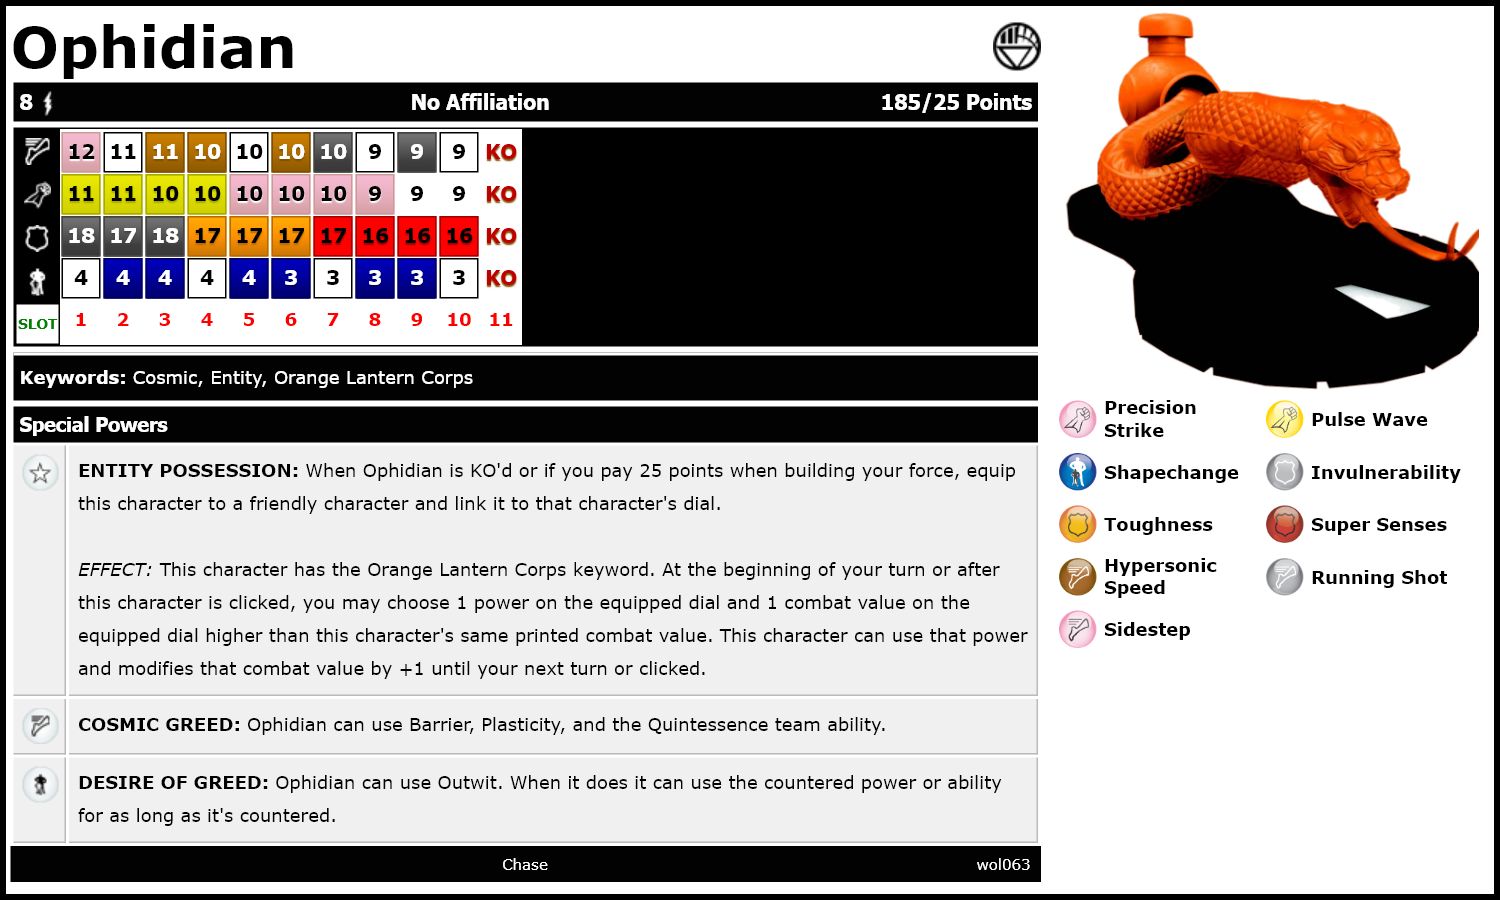 Ophidian
8 No Affiliation 185/25 Points
12 11 11 10 10 10 10 9 9 9 KO
11 11 10 10 10 10 10 9 9 9 KO
18 17 18 17 17 17 17 16 16 16 KO
4 4 4 4 4 3 3 3 3 3 KO
SLOT 1 2 3 4 5 6 7 8 9 10 11
Keywords: Cosmic, Entity, Orange Lantern Corps
Special Powers
ENTITY POSSESSION: When Ophidian is KO'd or if you pay 25 points when building your force, equip
this character to a friendly character and link it to that character's dial.
EFFECT: This character has the Orange Lantern Corps keyword. At the beginning of your turn or after
this character is clicked, you may choose 1 power on the equipped dial and 1 combat value on the
equipped dial higher than this character's same printed combat value. This character can use that power
and modifies that combat value by +1 until your next turn or clicked.
COSMIC GREED: Ophidian can use Barrier, Plasticity, and the Quintessence team ability.
DESIRE OF GREED: Ophidian can use Outwit. When it does it can use the countered power or ability
for as long as it's countered.
Chase wol063
Precision
Strike
Pulse Wave
Shapechange
Invulnerability
Toughness
Super Senses
Hypersonic
Speed
Running Shot
Sidestep